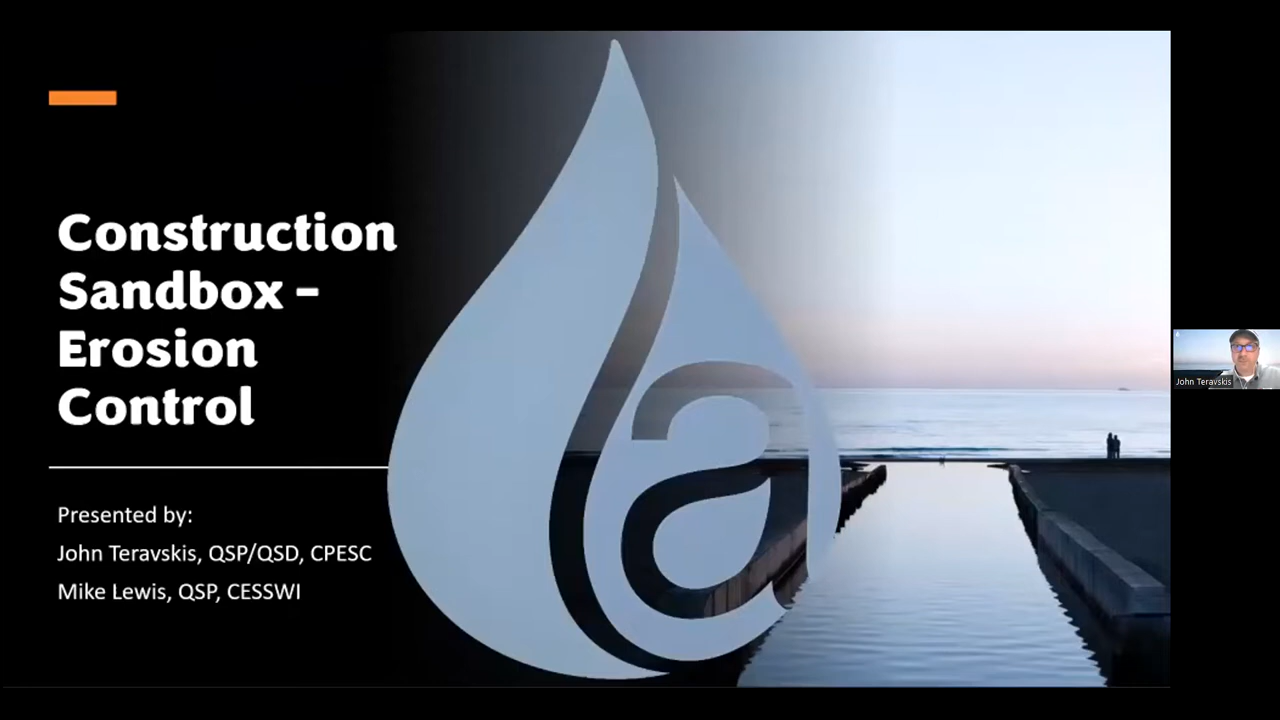 Construction
Sandbox –
Erosion
Control
Presented by:
John Teravskis, QSP/QSD, CPESC
Mike Lewis, QSP, CESSWI
a
John Teravskis